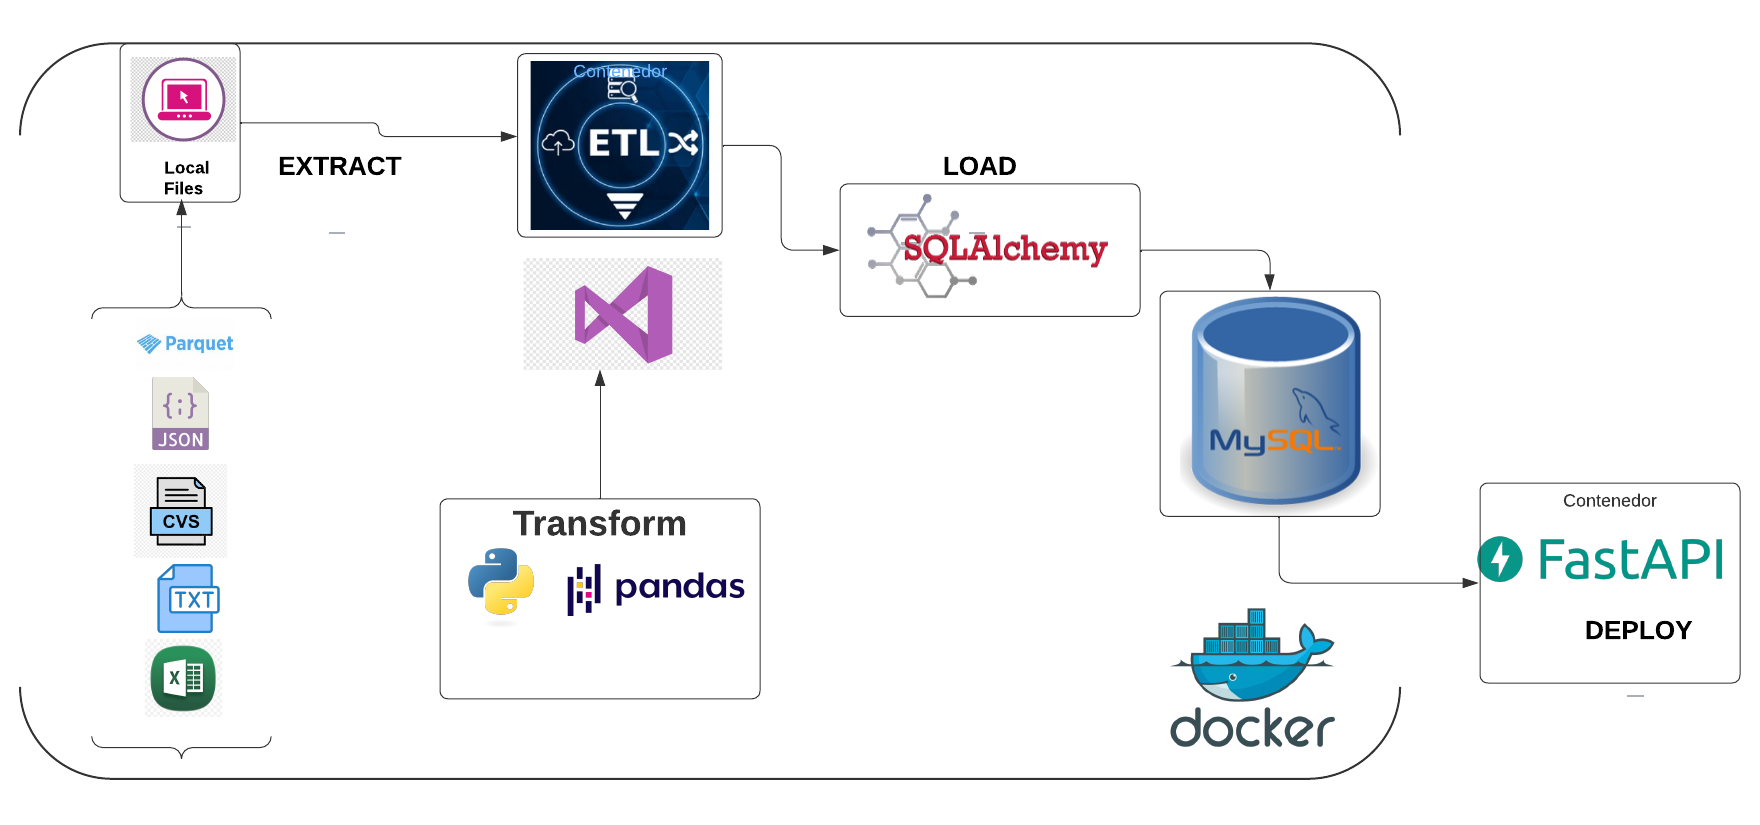 Local
Files
EXTRACT
Contenedor
ETL
LOAD
SQLAlchemy
Parquet
{;}
JSON
CVS
TXT
X
Transform
pandas
MySQL
Contenedor
FastAPI
DEPLOY
docker